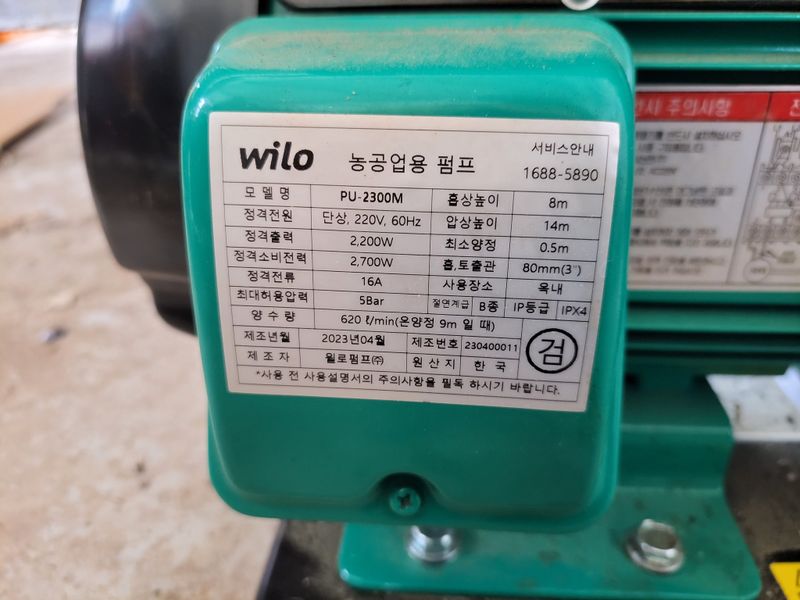 wilo 농공업용 펌프 서비스안내
1688-5890
모 델 명 PU-2300M 흡상높이 8m
정격전원 단상, 220V, 60Hz 압상높이 14m
정격출력 2,200W 최소양정 0.5m
정격소비전력 2,700W 흡,토출관 80mm(3")
정격전류 16A 사용장소 옥내
최대허용압력 5Bar 절연계급 B종 IP등급 IPX4
양 수 량 620 ℓ/min(온양정 9m 일 때)
제조년월 2023년04월 제조번호 230400011 검
제 조 자 윌로펌프㈜ 원 산 지 한 국
*사용 전 사용설명서의 주의사항을 필독 하시기 바랍니다.
주의사항